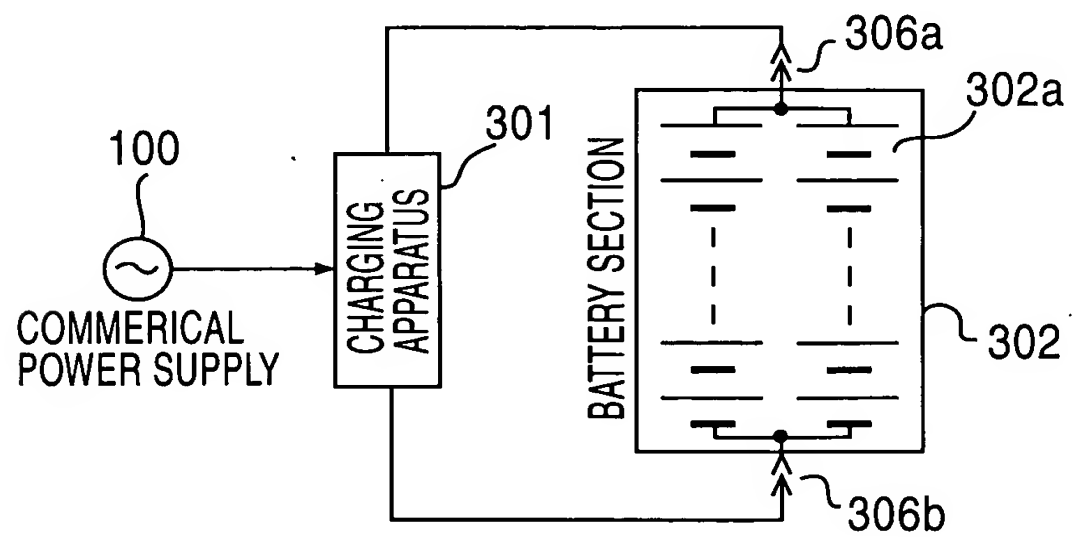 306a
302a
301
100
CHARGING
APPARATUS
BATTERY SECTION
COMMERICAL
POWER SUPPLY
302
306b